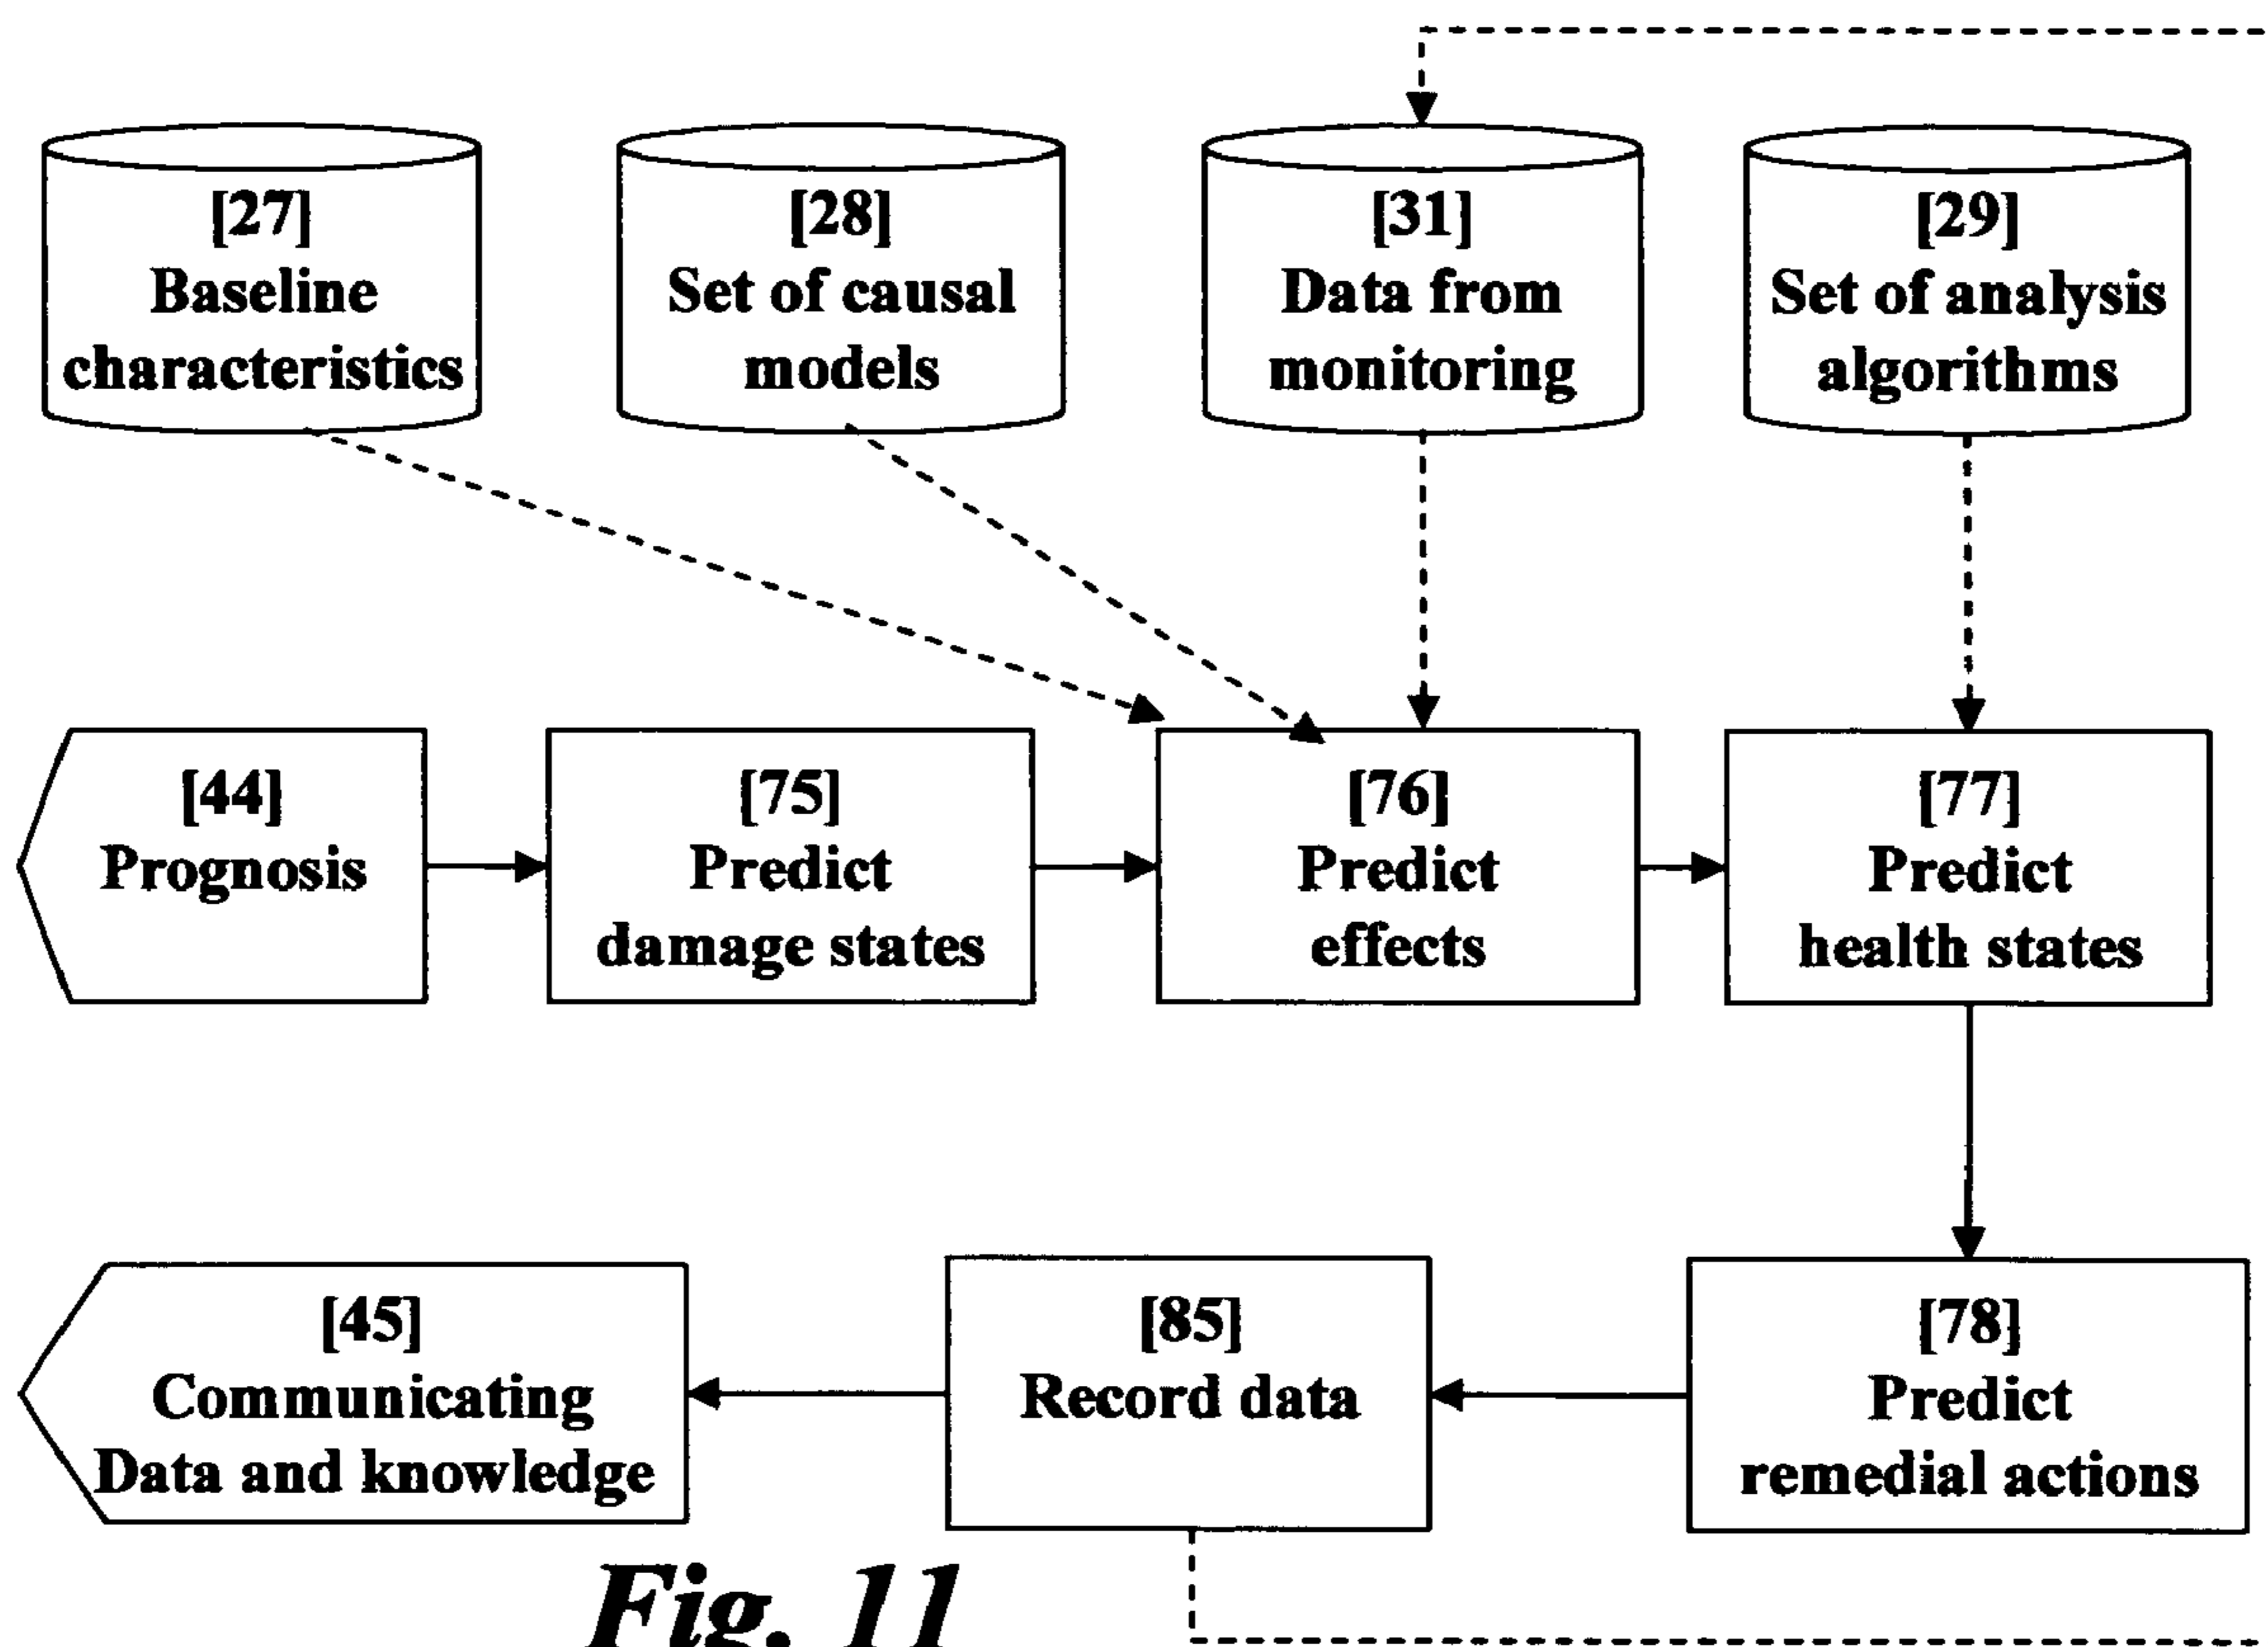 [27]
Baseline
characteristics
[28]
Set of causal
models
[31]
Data from
monitoring
[29]
Set of analysis
algorithms
[44]
Prognosis
[75]
Predict
damage states
[76]
Predict
effects
[77]
Predict
health states
[45]
Communicating
Data and knowledge
[85]
Record data
[78]
Predict
remedial actions
Fig. 11